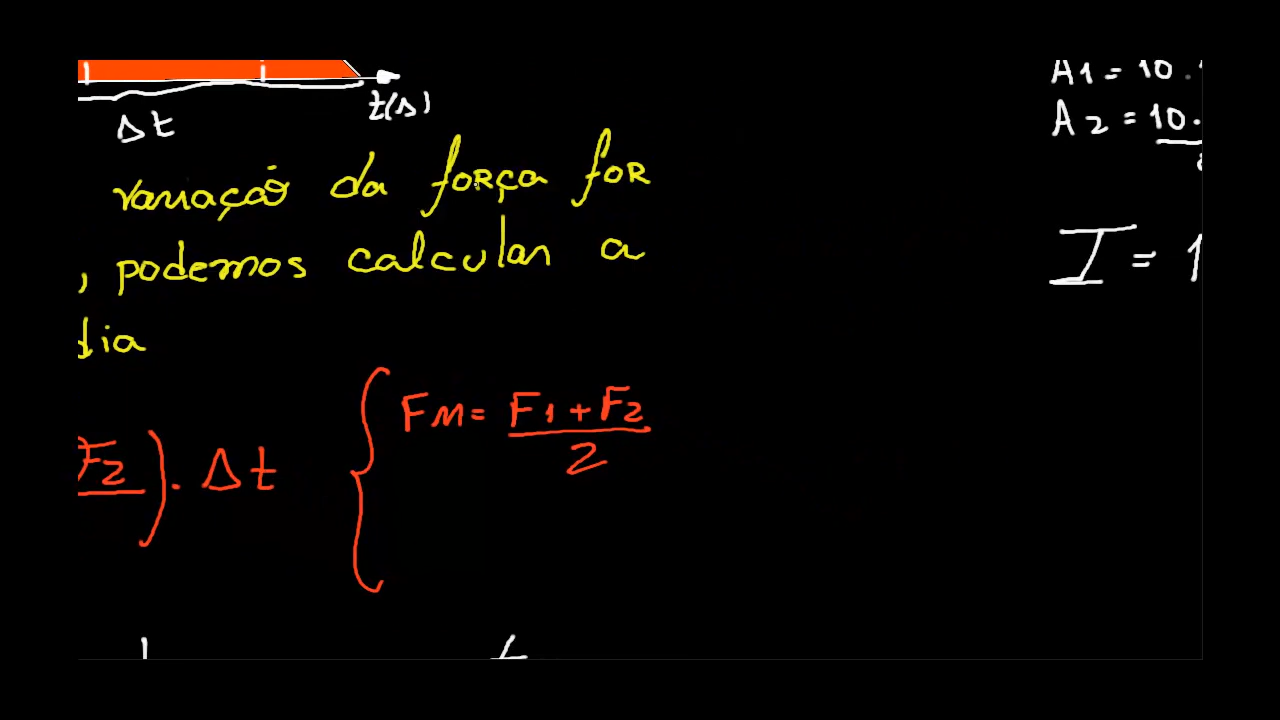 t(s)
Δt
variação da força for
, podemos calcular a
dia
F2) . Δt { FM = F1 + F2
2
A1 = 10.
A2 = 10.
I = 1